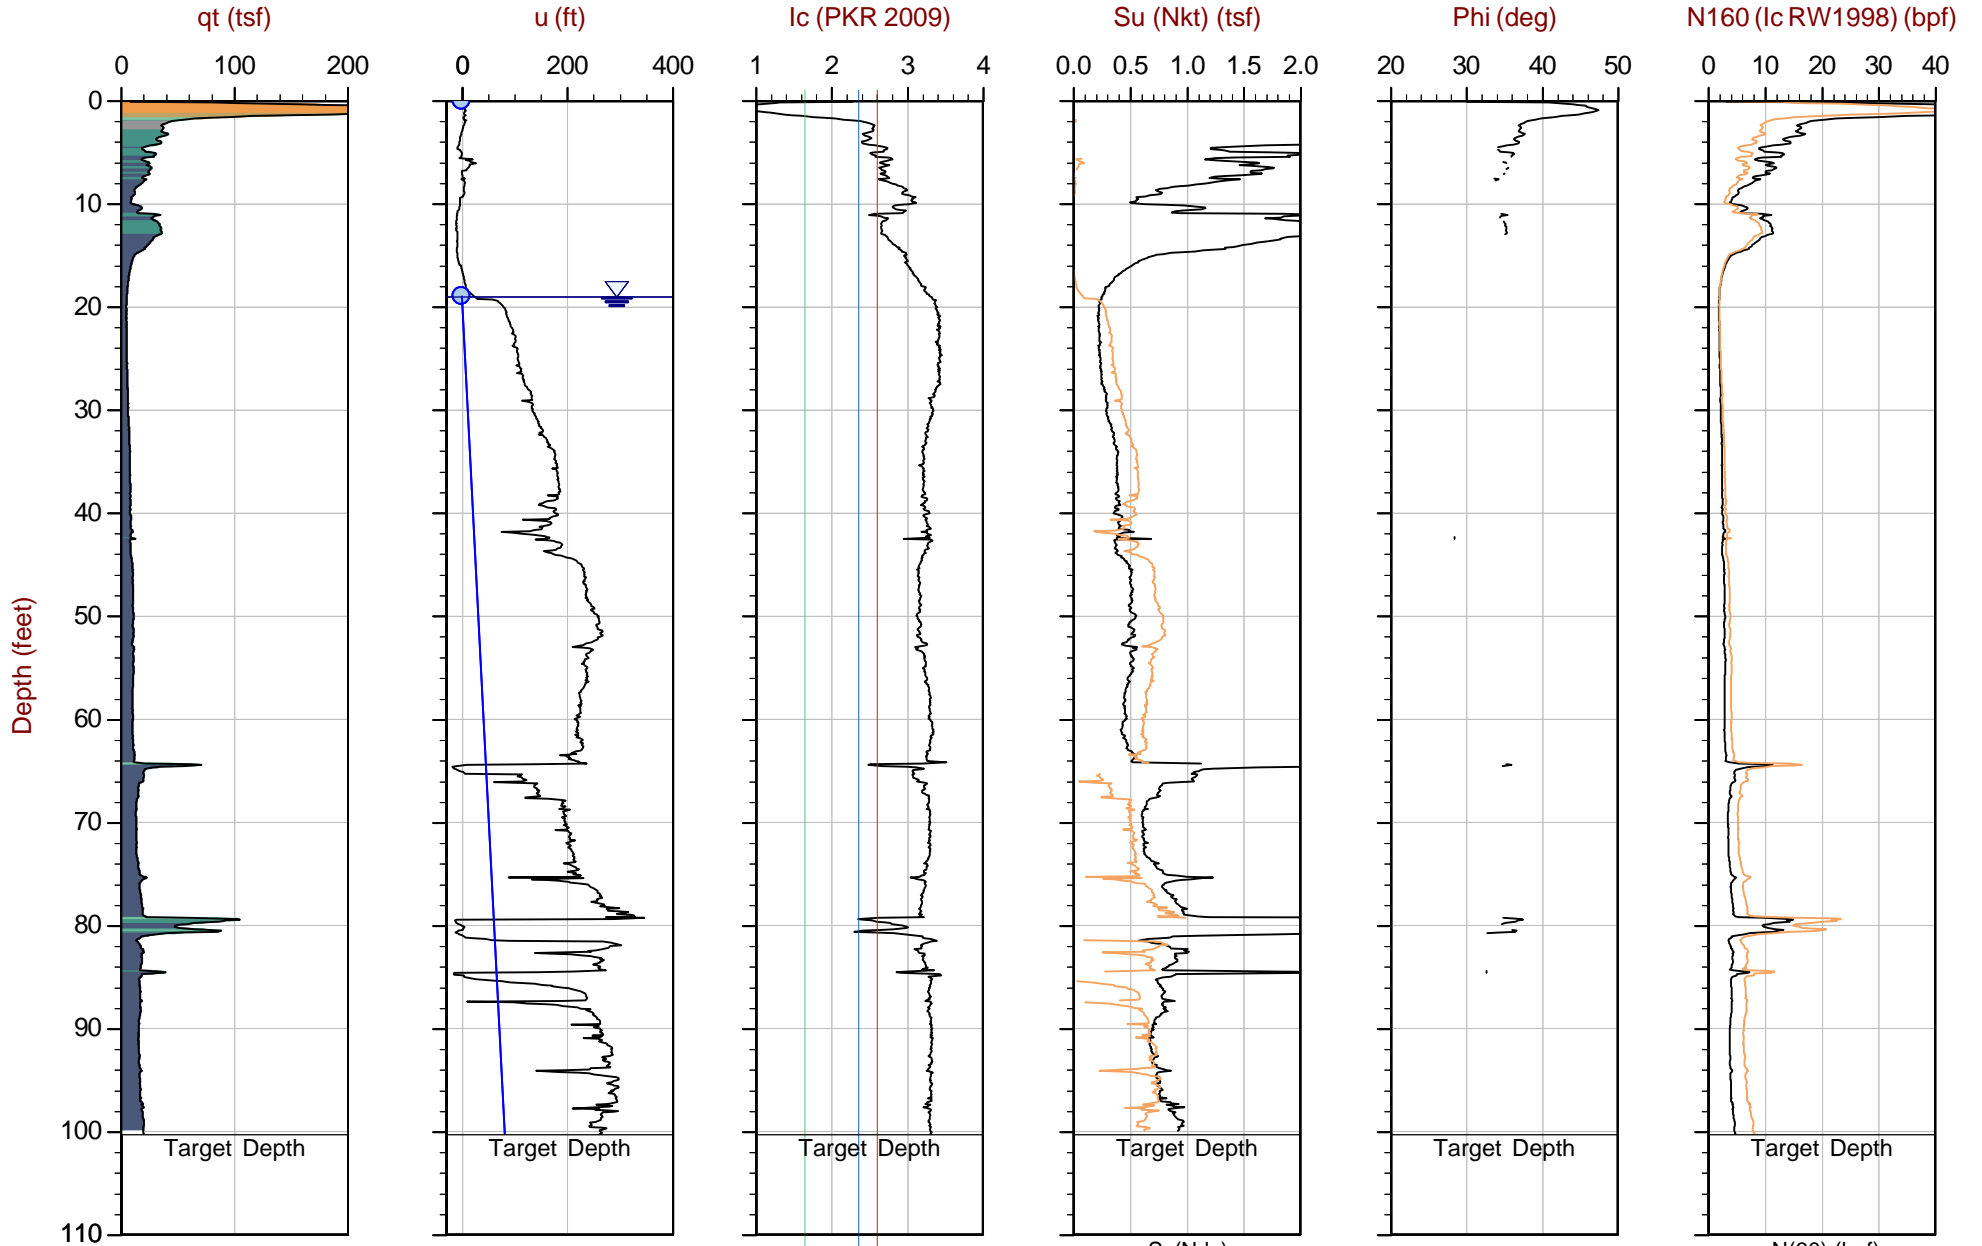 qt (tsf)
u (ft)
Ic (PKR 2009)
Su (Nkt) (tsf)
Phi (deg)
N160 (Ic RW1998) (bpf)
0 100 200
0 200 400
1 2 3 4
0.0 0.5 1.0 1.5 2.0
20 30 40 50
0 10 20 30 40
0
10
20
30
40
50
60
70
80
90
100
110
Depth (feet)
Target Depth
Target Depth
Target Depth
Target Depth
Target Depth
Target Depth